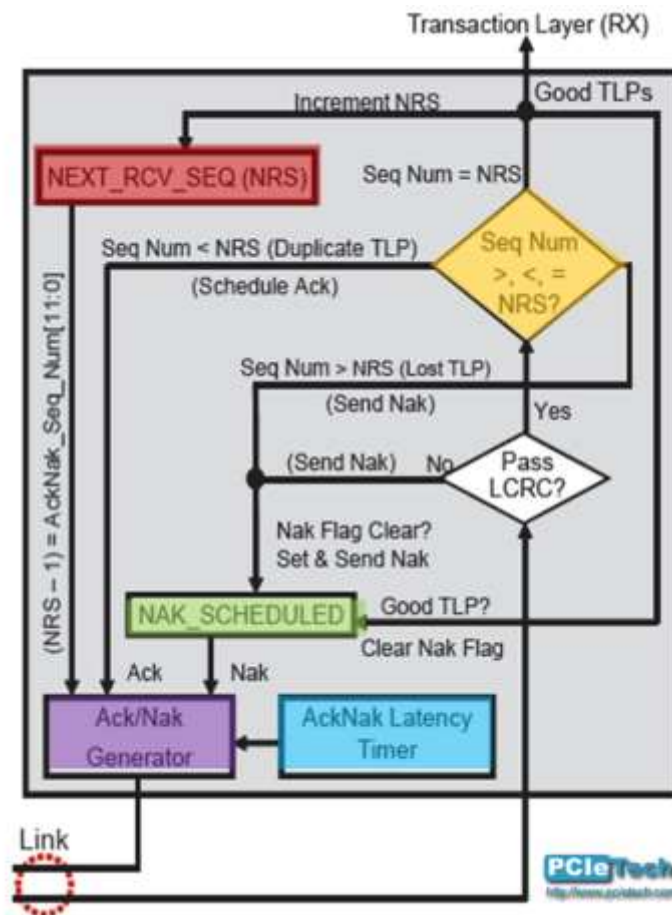 Transaction Layer (RX)
Good TLPs
Increment NRS
NEXT_RCV_SEQ (NRS)
Seq Num = NRS
Seq Num < NRS (Duplicate TLP)
(Schedule Ack)
Seq Num
>, <, =
NRS?
(NRS – 1) = AckNak_Seq_Num[11:0]
Seq Num > NRS (Lost TLP)
(Send Nak)
Yes
(Send Nak)
No
Pass
LCRC?
Nak Flag Clear?
Set & Send Nak
NAK_SCHEDULED
Good TLP?
Clear Nak Flag
Ack
Nak
Ack/Nak
Generator
AckNak Latency
Timer
Link
PCIe Tech